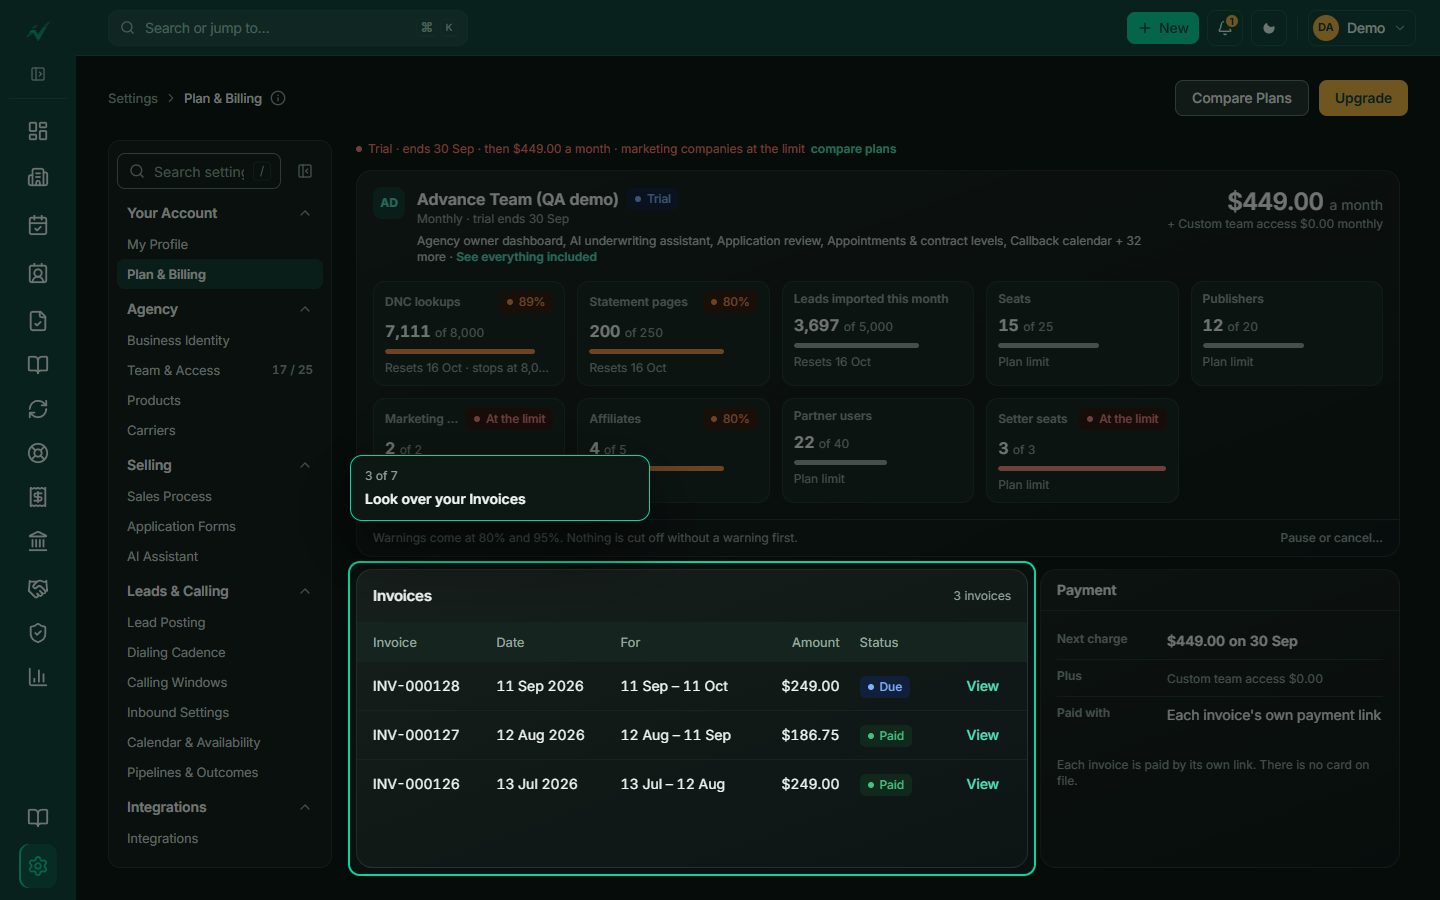 Search or jump to...
⌘ K
+ New
1
DA
Demo
Settings > Plan & Billing
Compare Plans
Upgrade
Search setting
/
Your Account
My Profile
Plan & Billing
Agency
Business Identity
Team & Access
17 / 25
Products
Carriers
Selling
Sales Process
Application Forms
AI Assistant
Leads & Calling
Lead Posting
Dialing Cadence
Calling Windows
Inbound Settings
Calendar & Availability
Pipelines & Outcomes
Integrations
Integrations
Trial · ends 30 Sep · then $449.00 a month · marketing companies at the limit compare plans
AD
Advance Team (QA demo)
Trial
Monthly · trial ends 30 Sep
$449.00 a month
+ Custom team access $0.00 monthly
Agency owner dashboard, AI underwriting assistant, Application review, Appointments & contract levels, Callback calendar + 32
more · See everything included
DNC lookups
89%
7,111 of 8,000
Resets 16 Oct · stops at 8,0...
Statement pages
80%
200 of 250
Resets 16 Oct
Leads imported this month
3,697 of 5,000
Resets 16 Oct
Seats
15 of 25
Plan limit
Publishers
12 of 20
Plan limit
Marketing ...
At the limit
2 of 2
Affiliates
80%
4 of 5
Partner users
22 of 40
Plan limit
Setter seats
At the limit
3 of 3
Plan limit
3 of 7
Look over your Invoices
Warnings come at 80% and 95%. Nothing is cut off without a warning first.
Pause or cancel...
Invoices
3 invoices
Invoice Date For Amount Status
INV-000128 11 Sep 2026 11 Sep – 11 Oct $249.00 Due View
INV-000127 12 Aug 2026 12 Aug – 11 Sep $186.75 Paid View
INV-000126 13 Jul 2026 13 Jul – 12 Aug $249.00 Paid View
Payment
Next charge $449.00 on 30 Sep
Plus Custom team access $0.00
Paid with Each invoice's own payment link
Each invoice is paid by its own link. There is no card on
file.